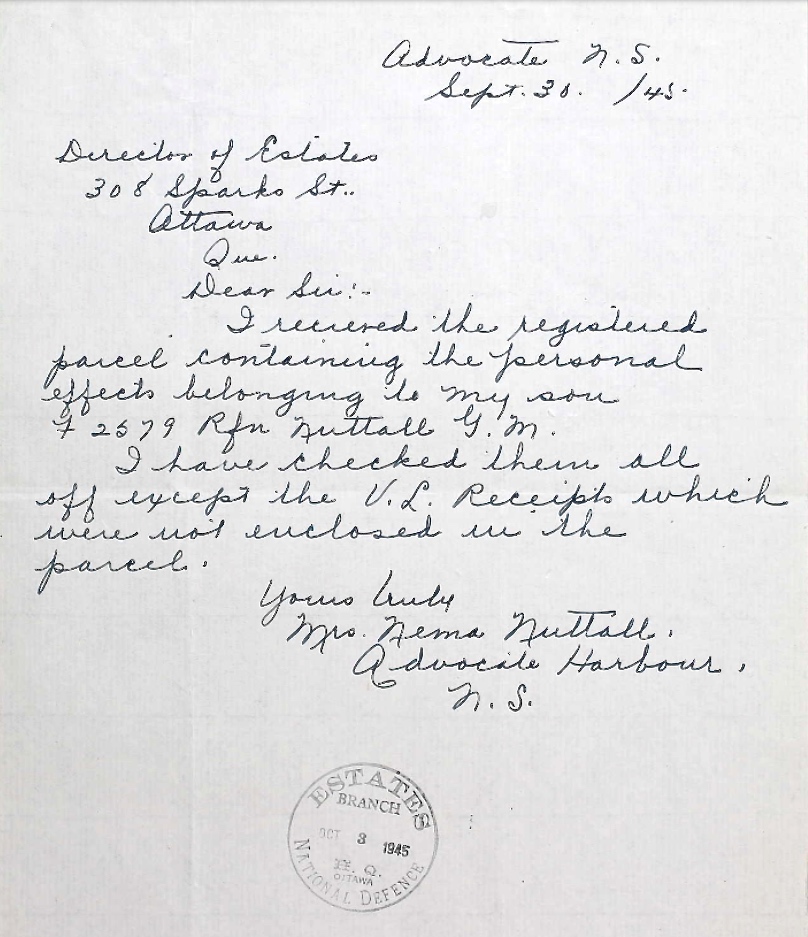 Advocate N.S.
Sept. 30. /45.
Director of Estates
308 Sparks St..
Ottawa
Que.
Dear Sir:-
I recieved the registered
parcel containing the personal
effects belonging to my son
F 2579 Rfn Nuttall G.M.
I have checked them all
off except the V.L. Receipts which
were not enclosed in the
parcel.
Yours truly
Mrs. Nema Nuttall.
Advocate Harbour.
N.S.
ESTATES
BRANCH
OCT 3 1945
H.Q.
OTTAWA
NATIONAL DEFENCE